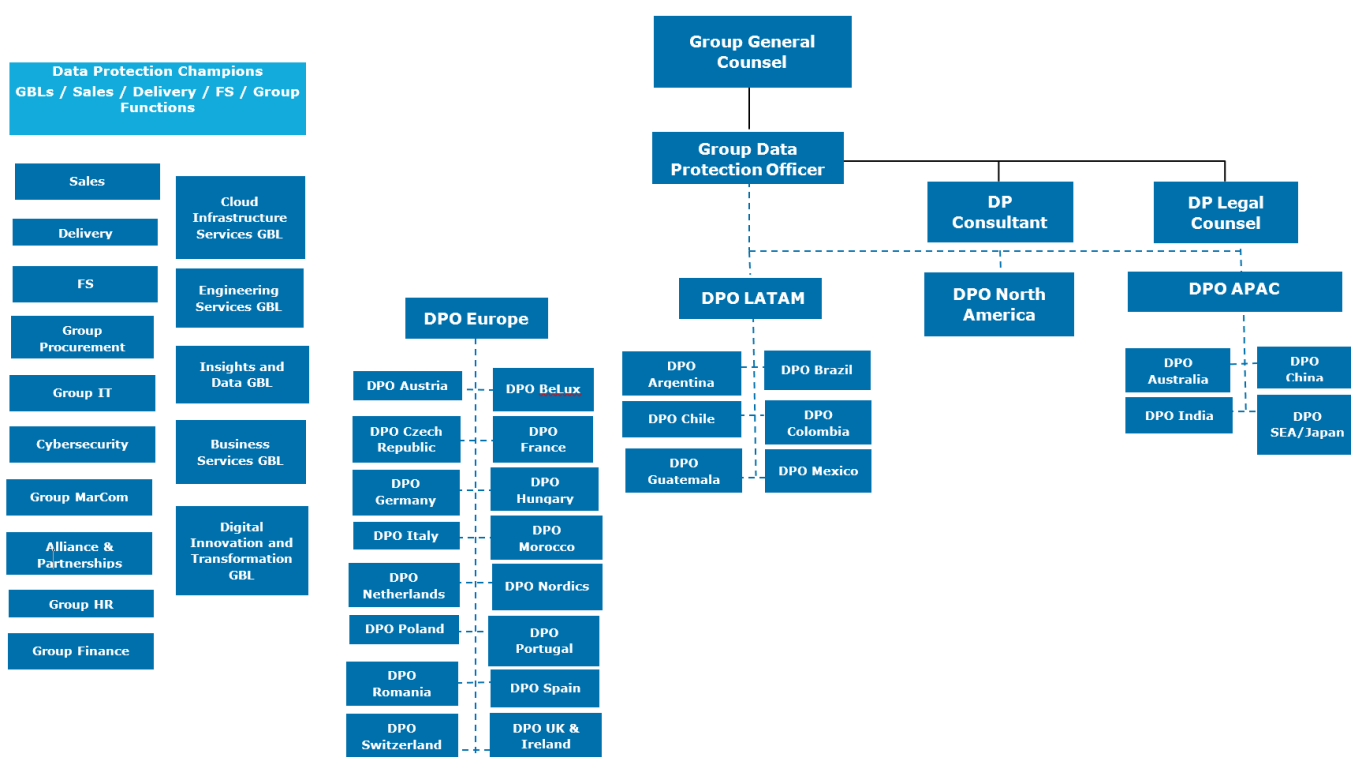 Group General
Counsel
Data Protection Champions
GBLs / Sales / Delivery / FS / Group
Functions
Group Data
Protection Officer
Sales
Delivery
FS
Group
Procurement
Group IT
Cybersecurity
Group MarCom
Alliance &
Partnerships
Group HR
Group Finance
Cloud
Infrastructure
Services GBL
Engineering
Services GBL
Insights and
Data GBL
Business
Services GBL
Digital
Innovation and
Transformation
GBL
DP
Consultant
DP Legal
Counsel
DPO Europe
DPO Austria
DPO BeLux
DPO Czech
Republic
DPO
France
DPO
Germany
DPO
Hungary
DPO Italy
DPO
Morocco
DPO
Netherlands
DPO Nordics
DPO Poland
DPO
Portugal
DPO
Romania
DPO Spain
DPO
Switzerland
DPO UK &
Ireland
DPO LATAM
DPO
Argentina
DPO Brazil
DPO Chile
DPO
Colombia
DPO
Guatemala
DPO Mexico
DPO North
America
DPO APAC
DPO
Australia
DPO
China
DPO India
DPO
SEA/Japan